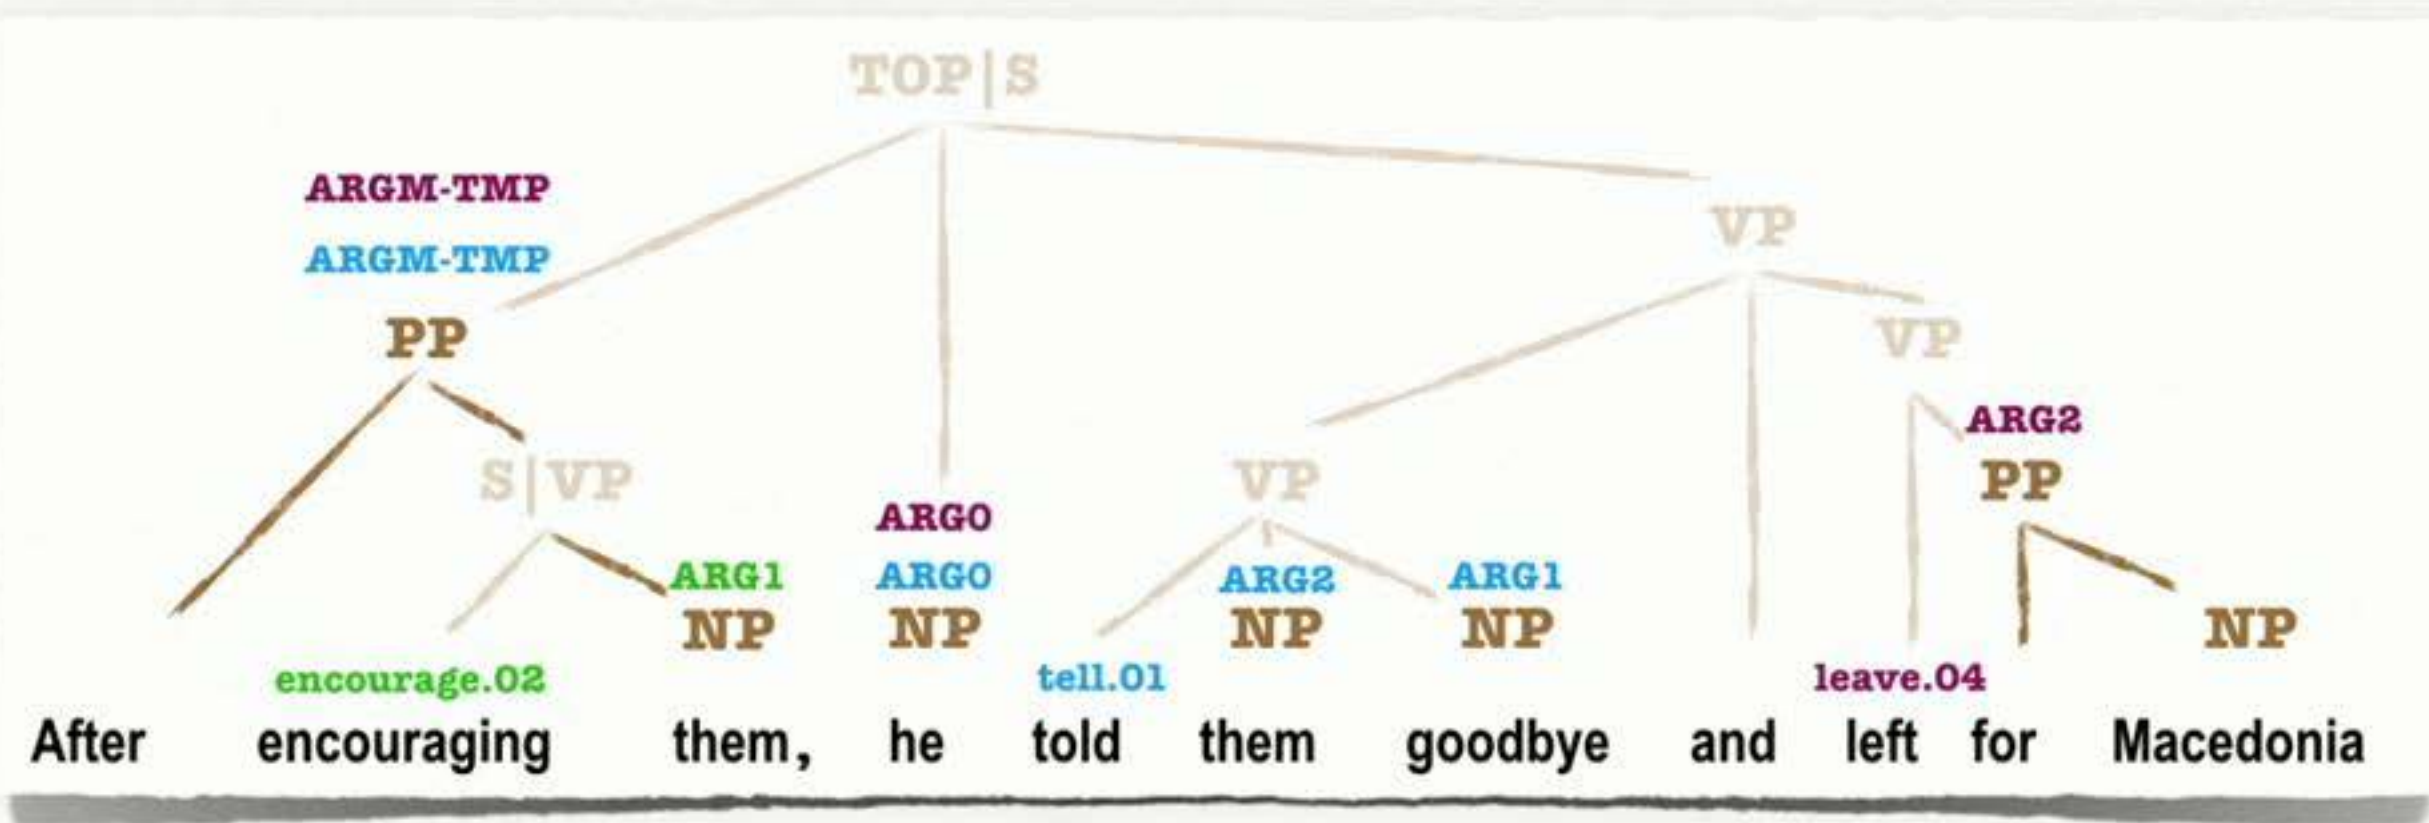 TOP|S
ARGM-TMP
VP
ARGM-TMP
PP
VP
ARG2
S|VP
VP
PP
ARG0
ARG1
ARG0
ARG2
ARG1
NP
NP
NP
NP
NP
encourage.02
tell.01
leave.04
After encouraging them, he told them goodbye and left for Macedonia